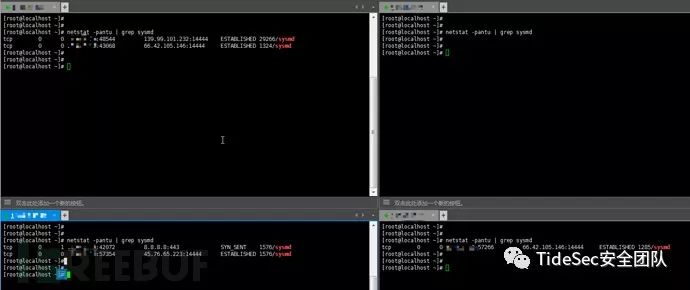 [root@localhost ~]#
[root@localhost ~]#
[root@localhost ~]# netstat -pantu | grep sysmd
tcp 0 0 :48544 139.99.101.232:14444 ESTABLISHED 29266/sysmd
tcp 0 0 :43068 66.42.105.146:14444 ESTABLISHED 1324/sysmd
[root@localhost ~]#
[root@localhost ~]#
[root@localhost ~]#
[root@localhost ~]#
[root@localhost ~]#
[root@localhost ~]# netstat -pantu | grep sysmd
[root@localhost ~]#
[root@localhost ~]#
[root@localhost ~]#
双击此处添加一个新的按钮。
双击此处添加一个新的按钮。
[root@localhost ~]#
[root@localhost ~]#
[root@localhost ~]# netstat -pantu | grep sysmd
tcp 0 1 :42072 8.8.8.8:443 SYN_SENT 1576/sysmd
tcp 0 0 :57354 45.76.65.223:14444 ESTABLISHED 1576/sysmd
[root@localhost ~]#
[root@localhost ~]#
[root@localhost ~]#
[root@localhost ~]#
[root@localhost ~]#
[root@localhost ~]# netstat -pantu | grep sysmd
tcp 0 0 :57266 66.42.105.146:14444 ESTABLISHED 1285/sysmd
[root@localhost ~]#
[root@localhost ~]#
REEBUF
TideSec安全团队